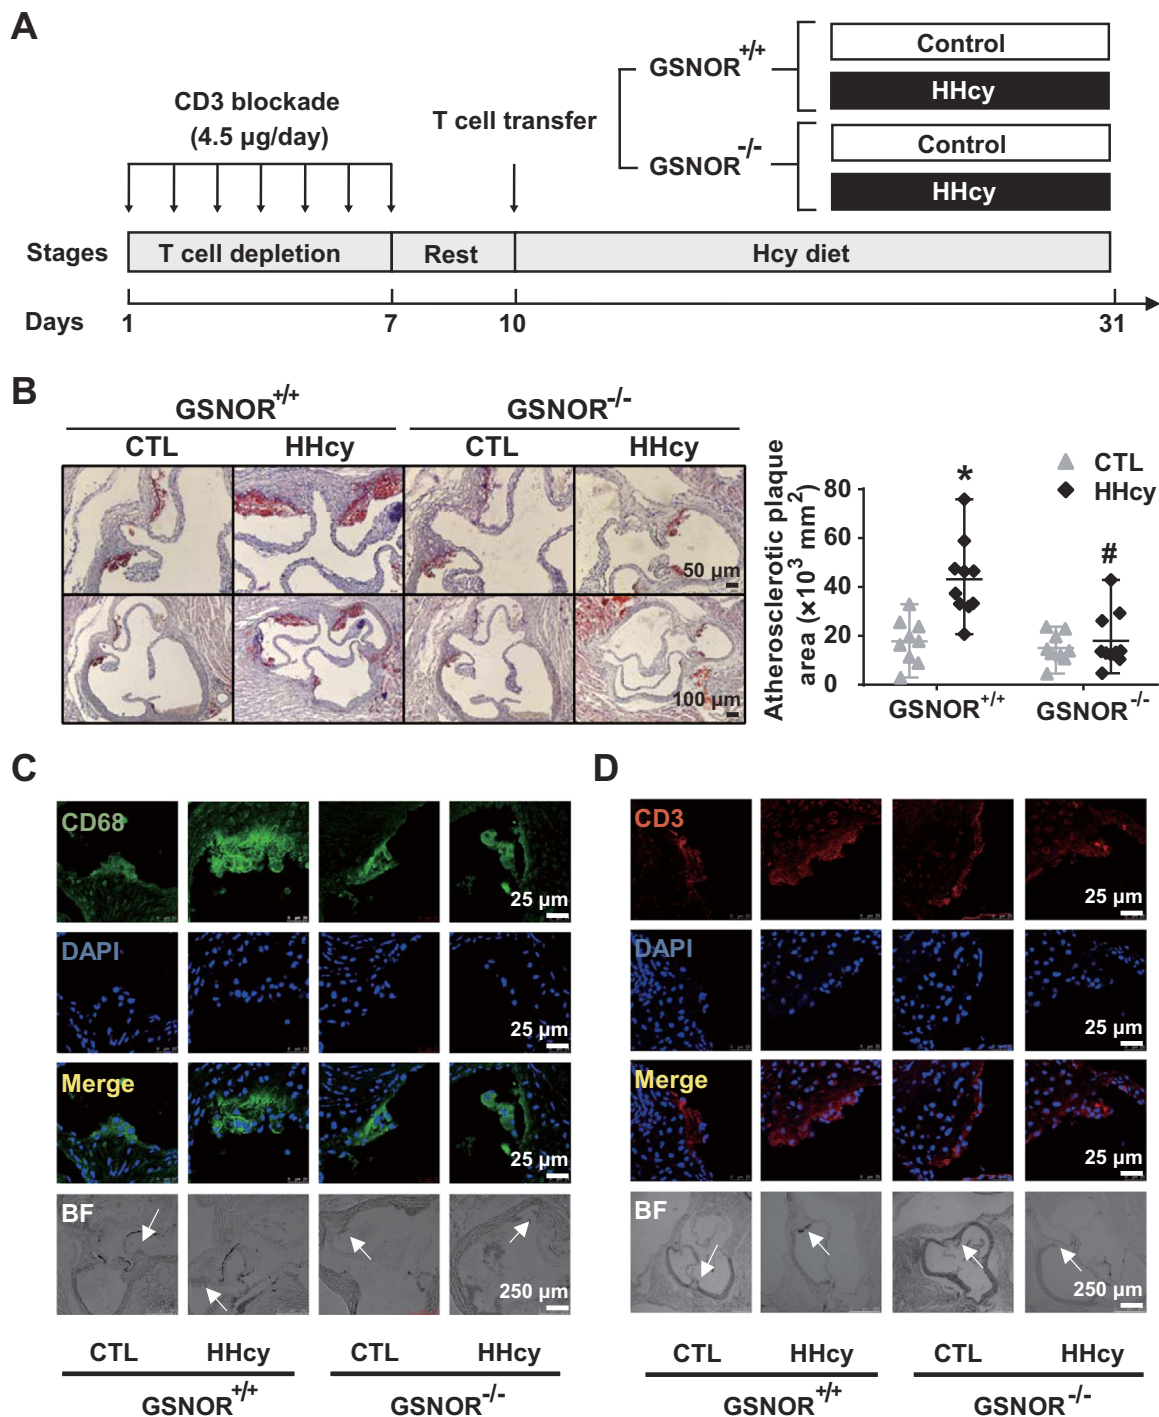 A
CD3 blockade
(4.5 µg/day)
T cell transfer
GSNOR+/+
Control
HHcy
GSNOR-/-
Control
HHcy
Stages
T cell depletion
Rest
Hcy diet
Days
1
7
10
31
B
GSNOR+/+
GSNOR-/-
CTL
HHcy
CTL
HHcy
50 µm
100 µm
Atherosclerotic plaque
area (×10³ mm²)
80
60
40
20
0
*
#
CTL
HHcy
GSNOR+/+
GSNOR-/-
C
CD68
25 µm
DAPI
25 µm
Merge
25 µm
BF
250 µm
CTL
HHcy
CTL
HHcy
GSNOR+/+
GSNOR-/-
D
CD3
25 µm
DAPI
25 µm
Merge
25 µm
BF
250 µm
CTL
HHcy
CTL
HHcy
GSNOR+/+
GSNOR-/-